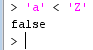 > 'a' < 'Z'
false
>